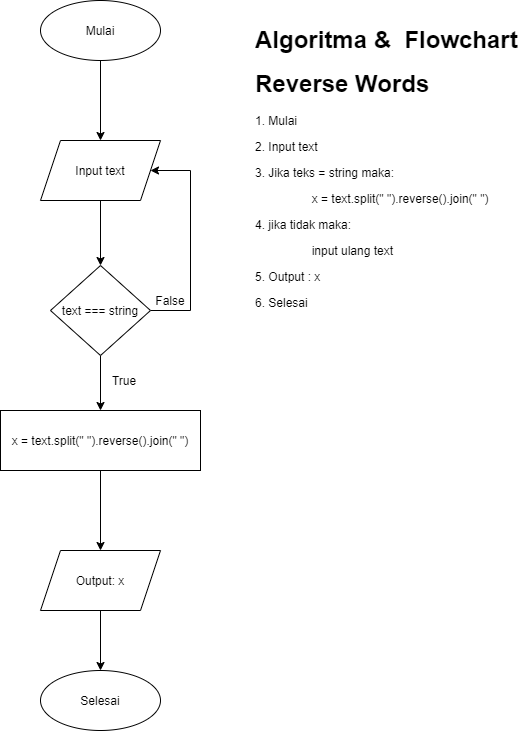 Mulai
Input text
text === string
False
True
x = text.split(" ").reverse().join(" ")
Output: x
Selesai
Algoritma & Flowchart
Reverse Words
1. Mulai
2. Input text
3. Jika teks = string maka:
x = text.split(" ").reverse().join(" ")
4. jika tidak maka:
input ulang text
5. Output : x
6. Selesai